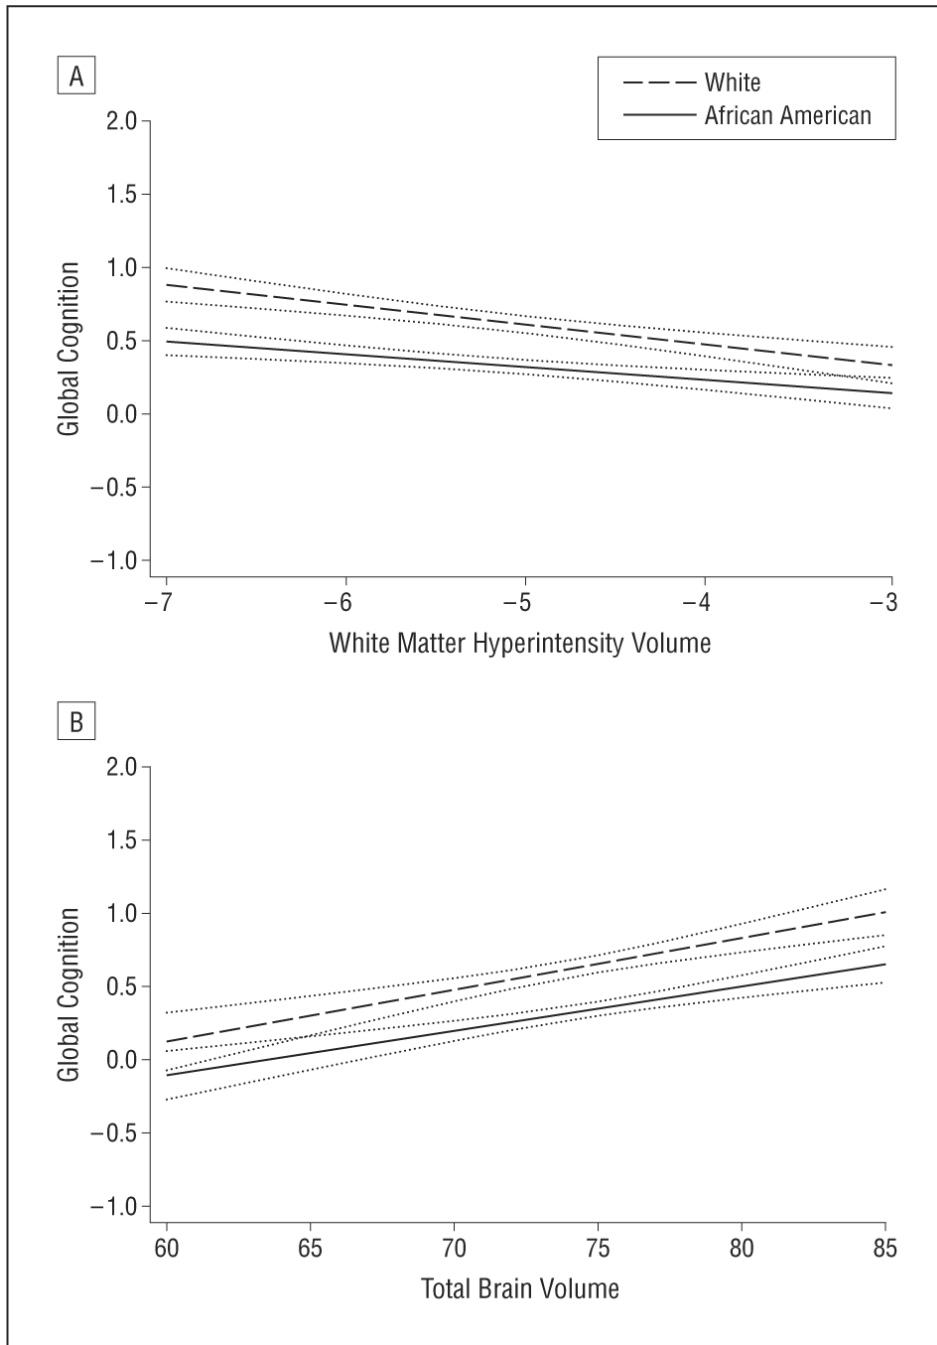 A
White
African American
2.0
1.5
1.0
0.5
0.0
−0.5
−1.0
Global Cognition
−7 −6 −5 −4 −3
White Matter Hyperintensity Volume
B
2.0
1.5
1.0
0.5
0.0
−0.5
−1.0
Global Cognition
60 65 70 75 80 85
Total Brain Volume